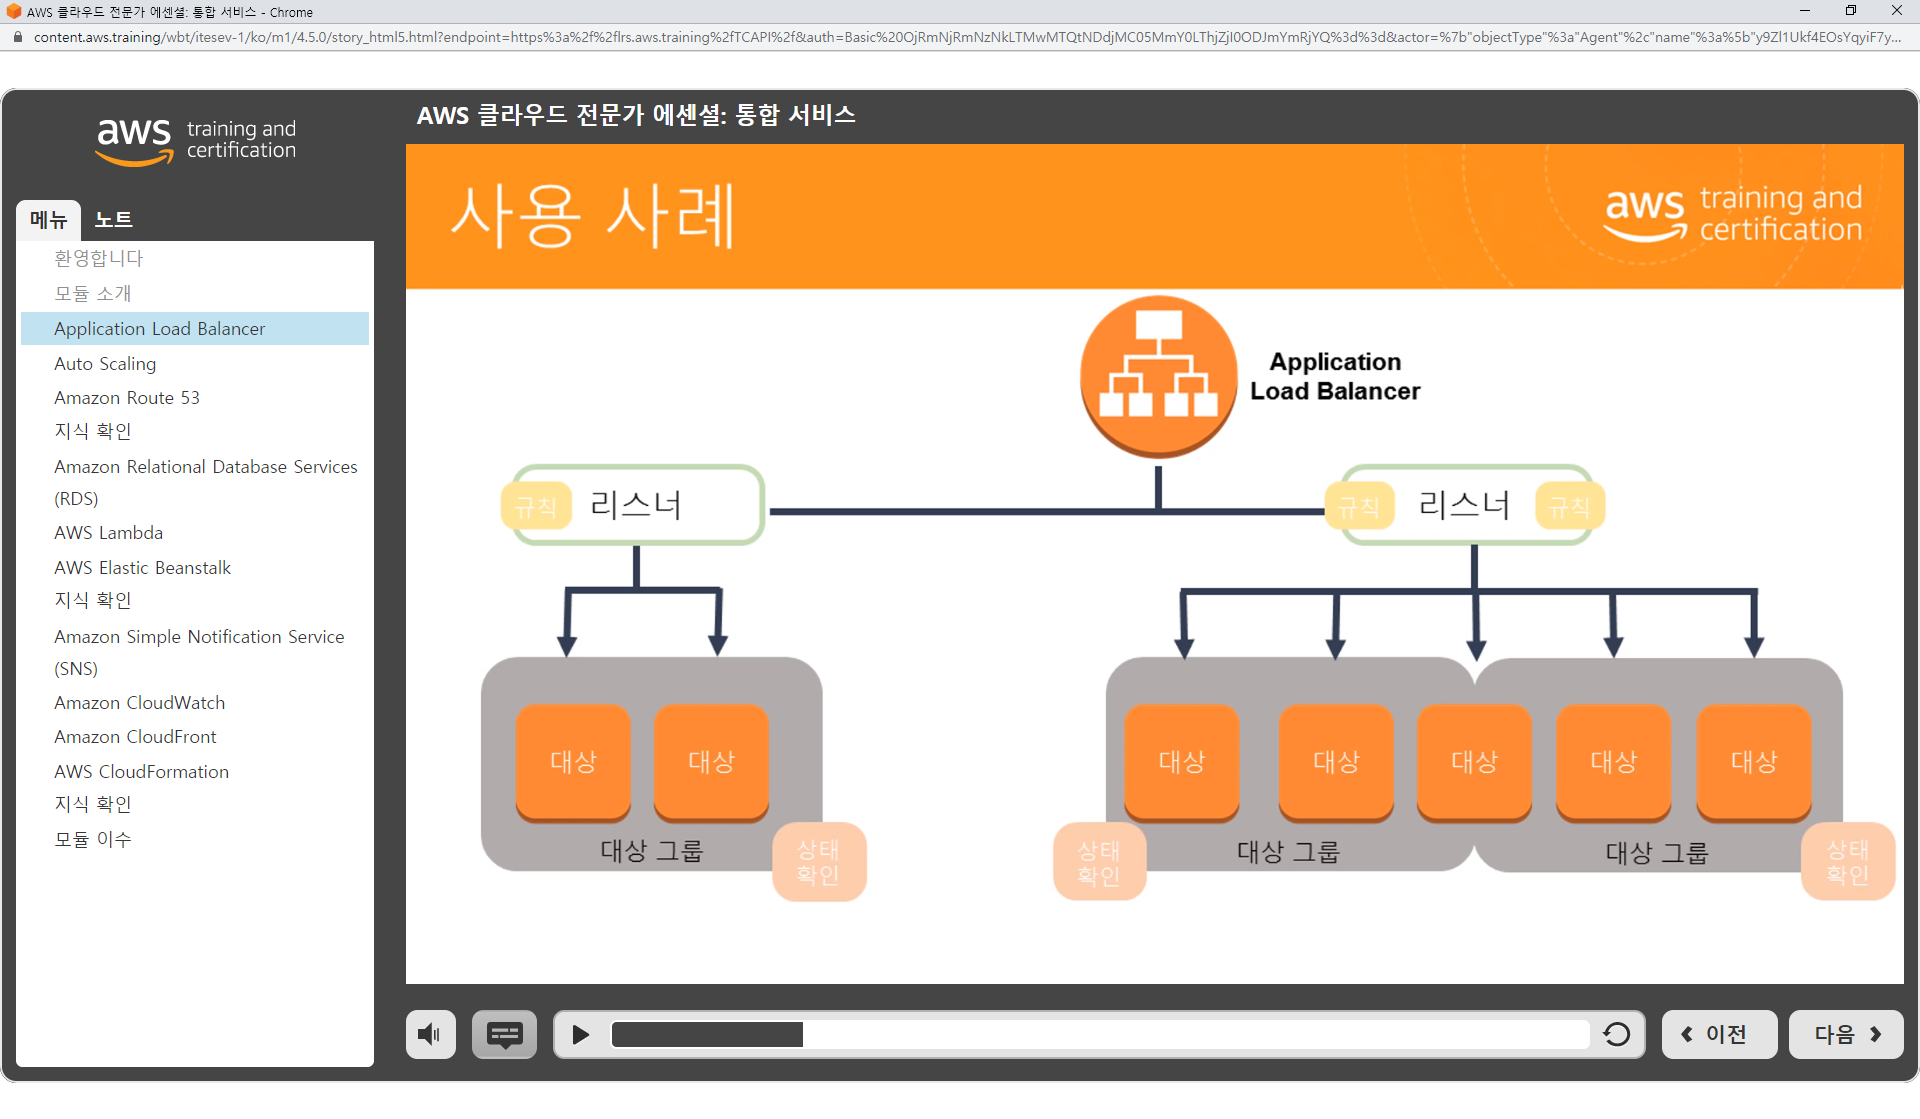 AWS 클라우드 전문가 에센셜: 통합 서비스 - Chrome
content.aws.training/wbt/itesev-1/ko/m1/4.5.0/story_html5.html?endpoint=https%3a%2f%2flrs.aws.training%2fTCAPI%2f&auth=Basic%20OjRmNjRmNzNkLTMwMTQtNDdjMC05MmY0LThjZjI0ODJmYmRjYQ%3d%3d&actor=%7b"objectType"%3a"Agent"%2c"name"%3a%5b"y9Zl1Ukf4EOsYqyiF7y...
aws training and certification
AWS 클라우드 전문가 에센셜: 통합 서비스
메뉴 노트
환영합니다
모듈 소개
Application Load Balancer
Auto Scaling
Amazon Route 53
지식 확인
Amazon Relational Database Services
(RDS)
AWS Lambda
AWS Elastic Beanstalk
지식 확인
Amazon Simple Notification Service
(SNS)
Amazon CloudWatch
Amazon CloudFront
AWS CloudFormation
지식 확인
모듈 이수
사용 사례
aws training and certification
Application
Load Balancer
규칙 리스너
규칙 리스너 규칙
대상 대상
대상 그룹
상태
확인
대상 대상 대상 대상 대상
상태
확인
대상 그룹
대상 그룹
상태
확인
이전
다음